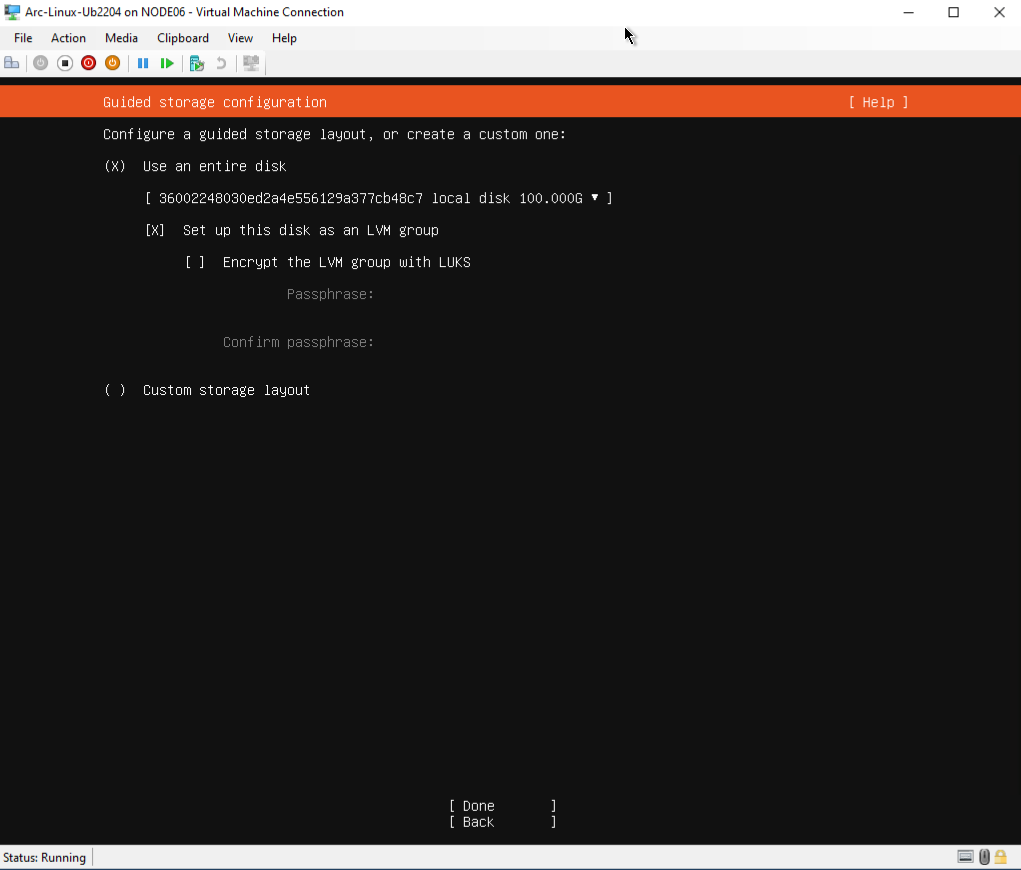 Arc-Linux-Ub2204 on NODE06 - Virtual Machine Connection
File Action Media Clipboard View Help
Guided storage configuration [ Help ]
Configure a guided storage layout, or create a custom one:
(X) Use an entire disk
[ 36002248030ed2a4e556129a377cb48c7 local disk 100.000G ▼ ]
[X] Set up this disk as an LVM group
[ ] Encrypt the LVM group with LUKS
Passphrase:
Confirm passphrase:
( ) Custom storage layout
[ Done ]
[ Back ]
Status: Running